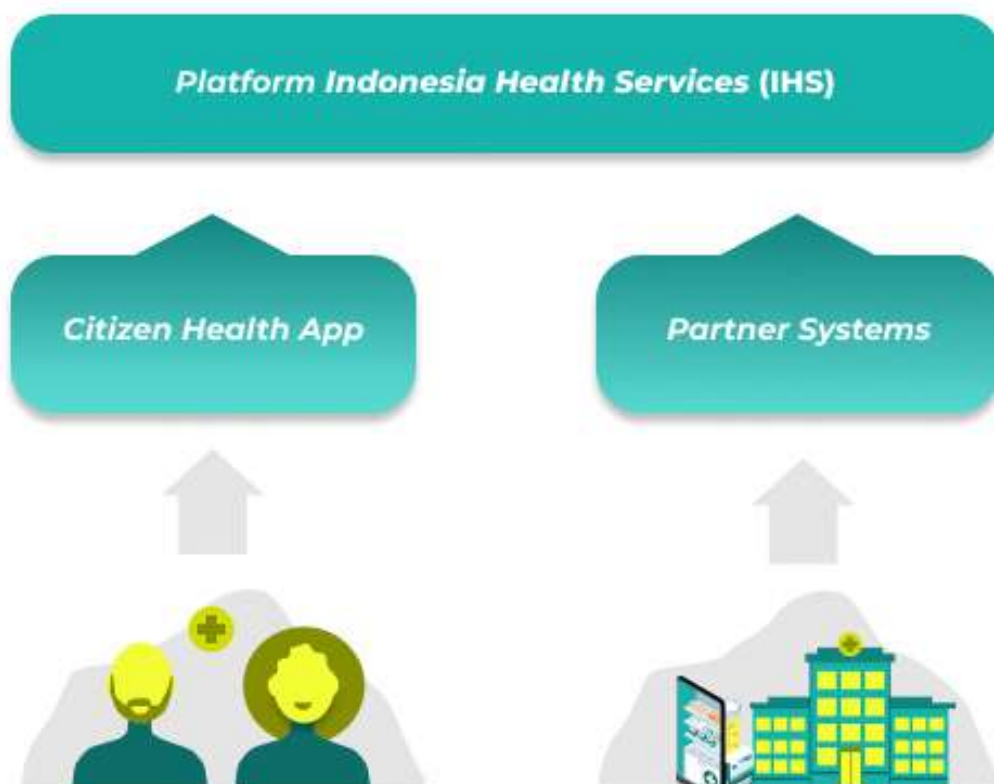 Platform Indonesia Health Services (IHS)
Citizen Health App
Partner Systems